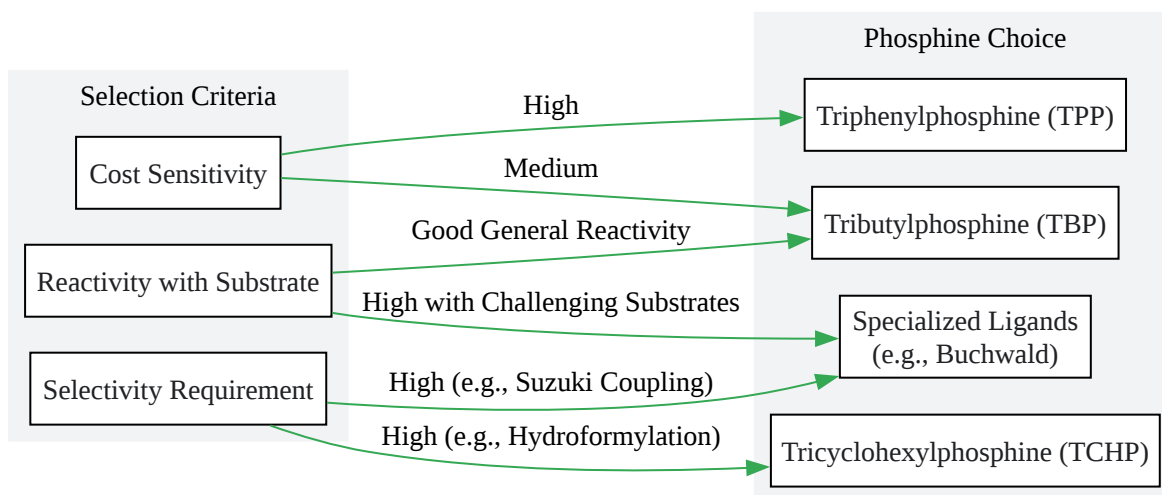 Phosphine Choice
Selection Criteria
High
Triphenylphosphine (TPP)
Cost Sensitivity
Medium
Tributylphosphine (TBP)
Good General Reactivity
Reactivity with Substrate
High with Challenging Substrates
Specialized Ligands
(e.g., Buchwald)
Selectivity Requirement
High (e.g., Suzuki Coupling)
High (e.g., Hydroformylation)
Tricyclohexylphosphine (TCHP)